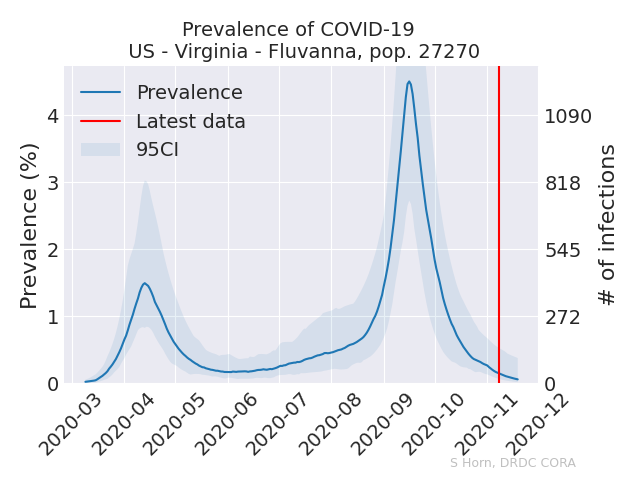 Prevalence of COVID-19
US - Virginia - Fluvanna, pop. 27270
Prevalence
Latest data
95CI
Prevalence (%)
4
3
2
1
0
1090
818
545
272
0
# of infections
2020-03
2020-04
2020-05
2020-06
2020-07
2020-08
2020-09
2020-10
2020-11
2020-12
S Horn, DRDC CORA